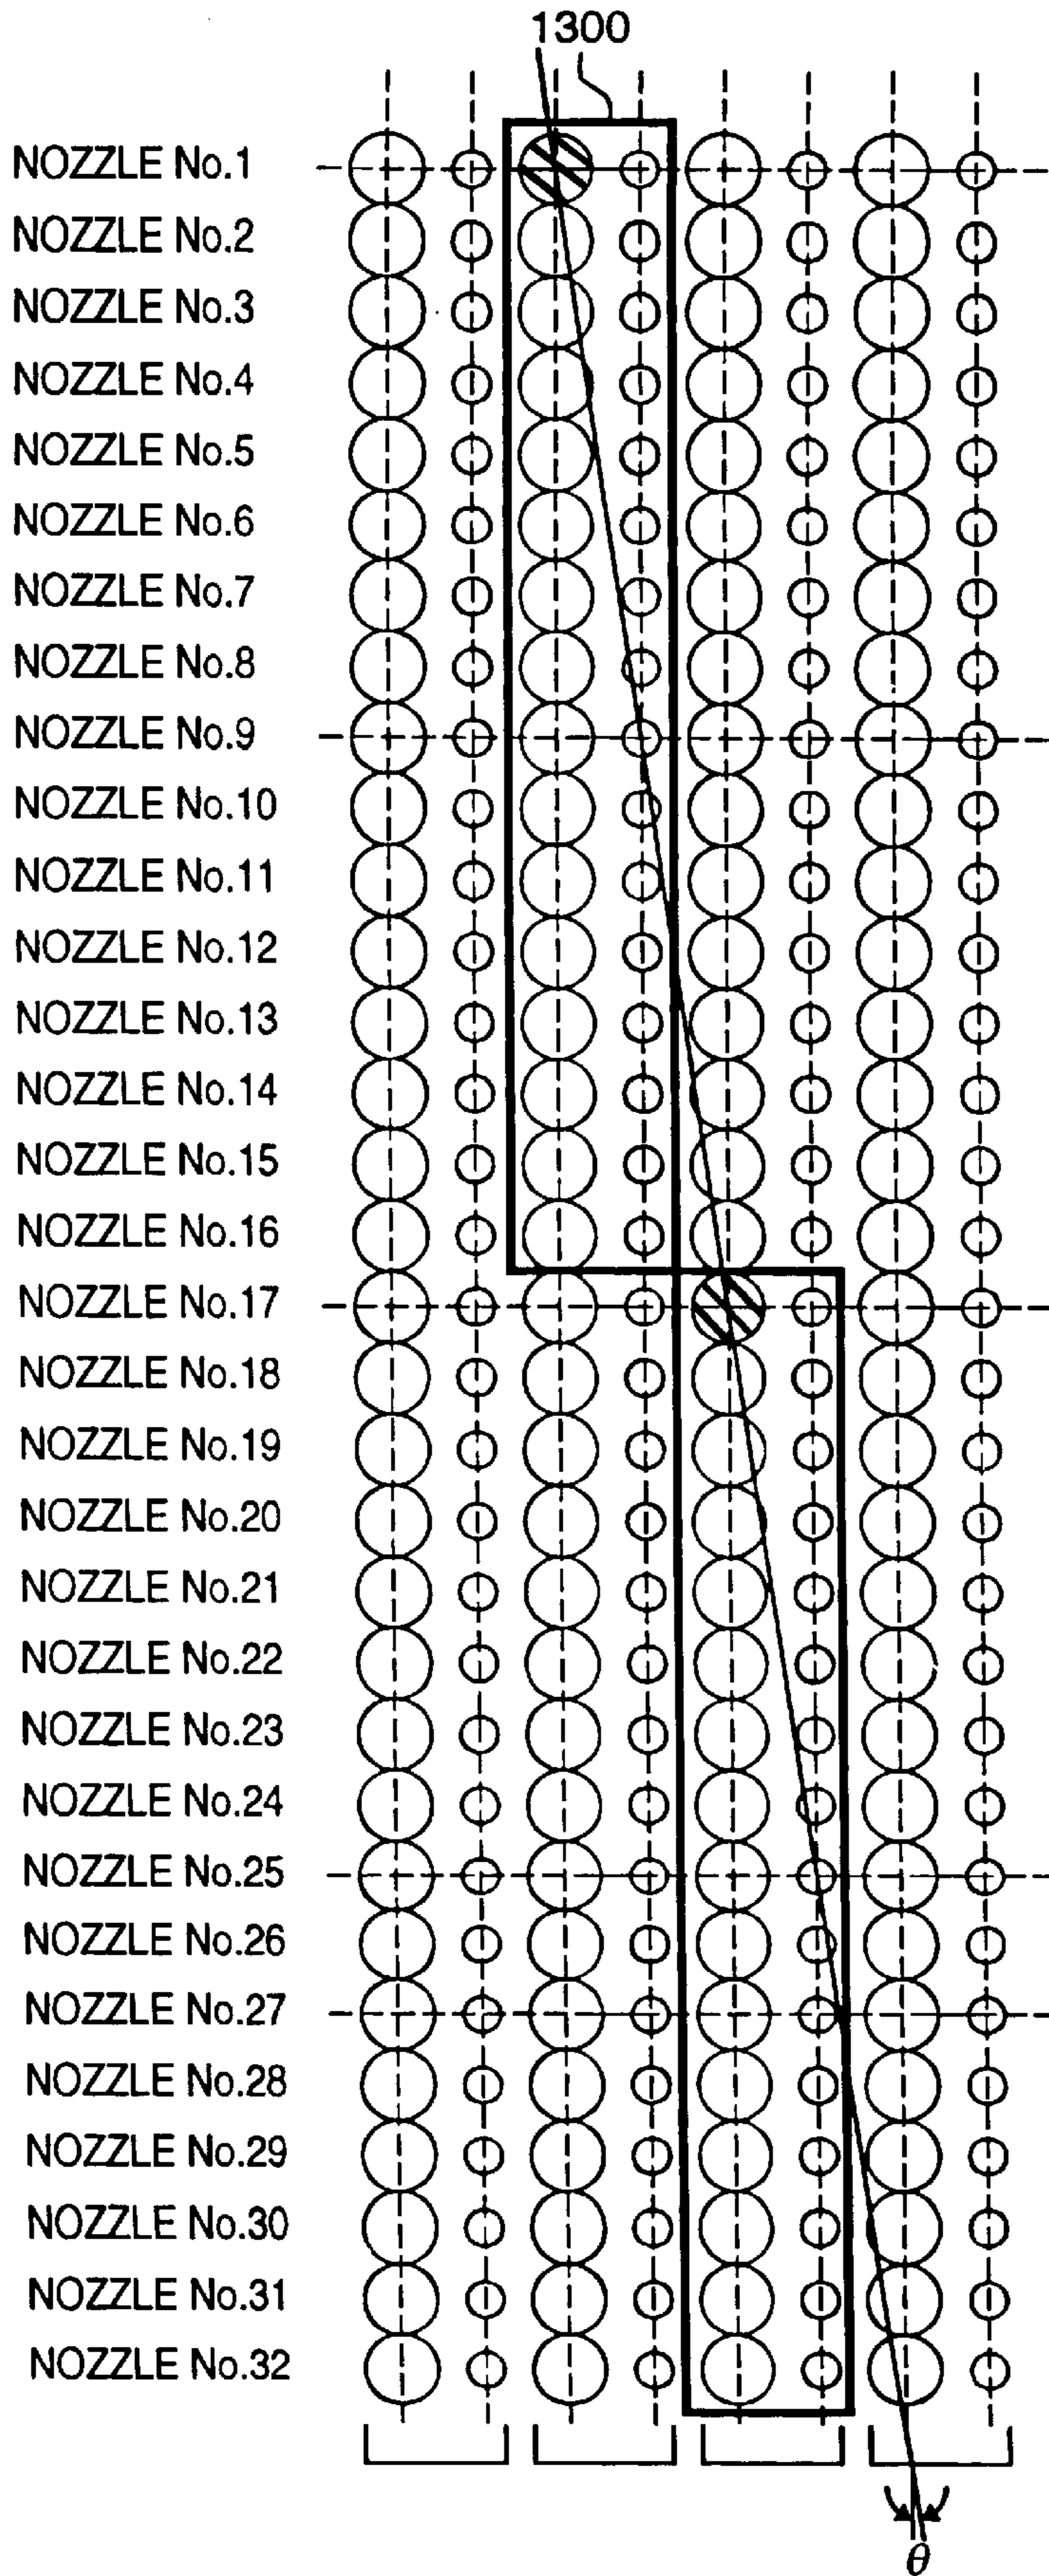 1300
NOZZLE No.1
NOZZLE No.2
NOZZLE No.3
NOZZLE No.4
NOZZLE No.5
NOZZLE No.6
NOZZLE No.7
NOZZLE No.8
NOZZLE No.9
NOZZLE No.10
NOZZLE No.11
NOZZLE No.12
NOZZLE No.13
NOZZLE No.14
NOZZLE No.15
NOZZLE No.16
NOZZLE No.17
NOZZLE No.18
NOZZLE No.19
NOZZLE No.20
NOZZLE No.21
NOZZLE No.22
NOZZLE No.23
NOZZLE No.24
NOZZLE No.25
NOZZLE No.26
NOZZLE No.27
NOZZLE No.28
NOZZLE No.29
NOZZLE No.30
NOZZLE No.31
NOZZLE No.32
θ